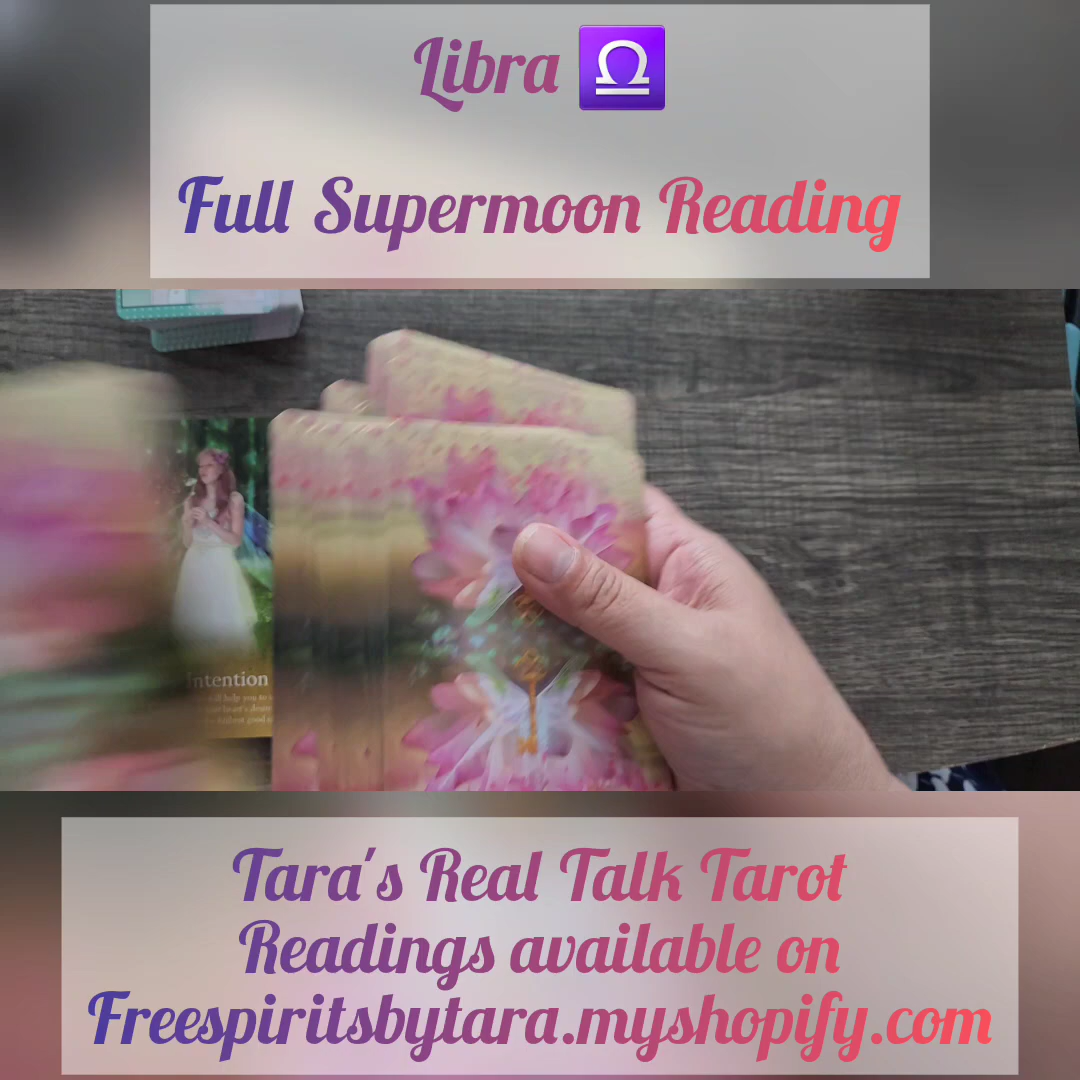 Libra ♎
Full Supermoon Reading
Intention
Tara's Real Talk Tarot
Readings available on
Freespiritsbytara.myshopify.com